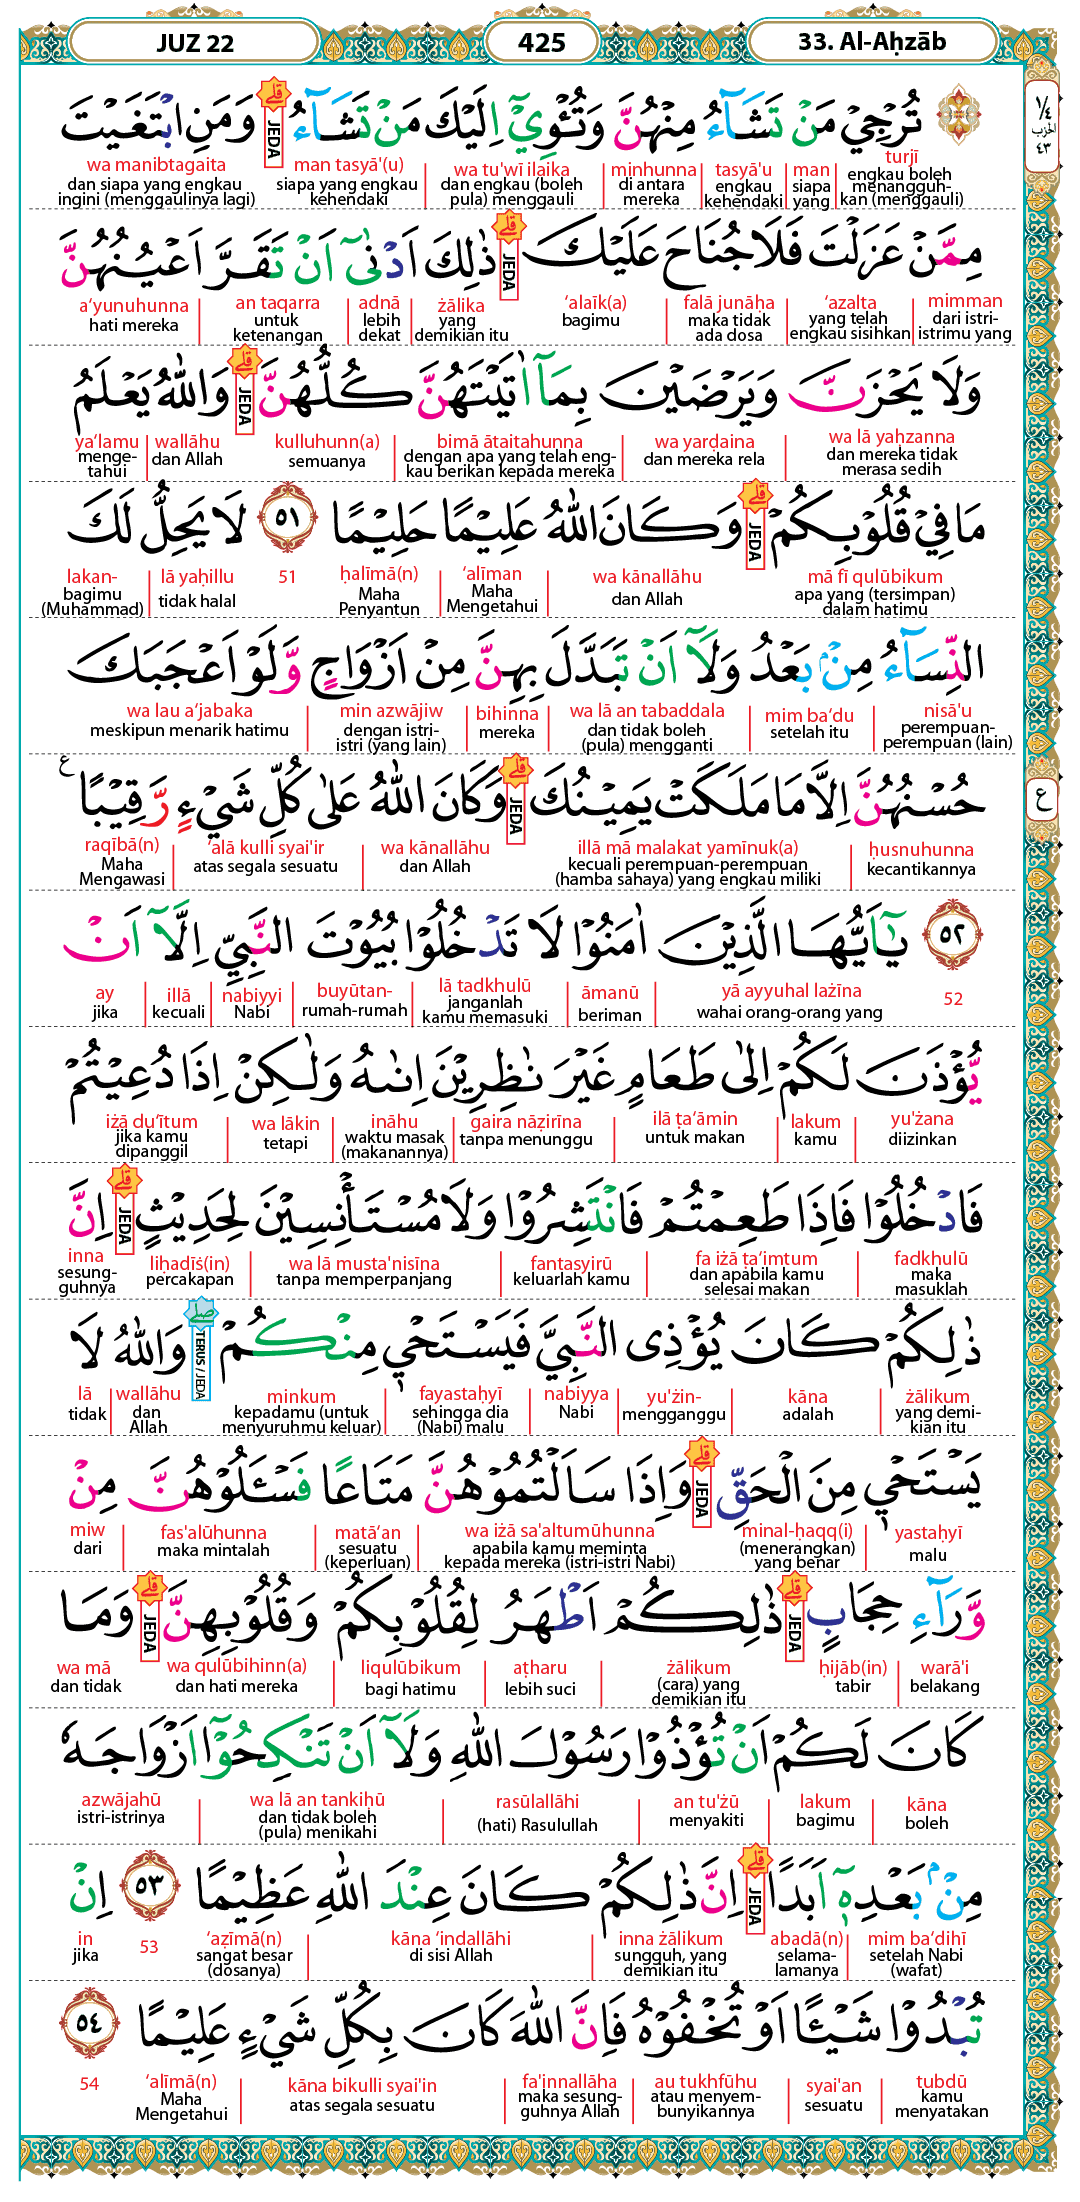 JUZ 22 425 33. Al-Aḥzāb
١/٤ الحزب ٤٣
تُرْجِيْ مَنْ تَشَاۤءُ مِنْهُنَّ وَتُـْٔوِيْٓ اِلَيْكَ مَنْ تَشَاۤءُۗ وَمَنِ ابْتَغَيْتَ
turjī man tasyā'u minhunna wa tu'wī ilaika man tasyā'(u) JEDA wa manibtagaita
engkau boleh menangguh-kan (menggauli) siapa yang engkau kehendaki di antara mereka dan engkau (boleh pula) menggauli siapa yang engkau kehendaki dan siapa yang engkau ingini (menggaulinya lagi)
مِمَّنْ عَزَلْتَ فَلَا جُنَاحَ عَلَيْكَۗ ذٰلِكَ اَدْنٰىٓ اَنْ تَقَرَّ اَعْيُنُهُنَّ
mimman ‘azalta falā junāḥa ‘alaīk(a) JEDA żālika adnā an taqarra a‘yunuhunna
dari istri-istrimu yang yang telah engkau sisihkan maka tidak ada dosa bagimu yang demikian itu lebih dekat untuk ketenangan hati mereka
وَلَا يَحْزَنَّ وَيَرْضَيْنَ بِمَآ اٰتَيْتَهُنَّ كُلُّهُنَّۗ وَاللّٰهُ يَعْلَمُ
wa lā yaḥzanna wa yarḍaina bimā ātaitahunna kulluhunn(a) JEDA wallāhu ya‘lamu
dan mereka tidak merasa sedih dan mereka rela dengan apa yang telah eng-kau berikan kepada mereka semuanya dan Allah menge-tahui
مَا فِيْ قُلُوْبِكُمْۗ وَكَانَ اللّٰهُ عَلِيْمًا حَلِيْمًا ٥١ لَا يَحِلُّ لَكَ
mā fī qulūbikum JEDA wa kānallāhu ‘alīman ḥalīmā(n) 51 lā yaḥillu lakan-
apa yang (tersimpan) dalam hatimu dan Allah Maha Mengetahui Maha Penyantun tidak halal bagimu (Muhammad)
النِّسَاۤءُ مِنْۢ بَعْدُ وَلَآ اَنْ تَبَدَّلَ بِهِنَّ مِنْ اَزْوَاجٍ وَّلَوْ اَعْجَبَكَ
nisā'u mim ba‘du wa lā an tabaddala bihinna min azwājiw wa lau a‘jabaka
perempuan-perempuan (lain) setelah itu dan tidak boleh (pula) mengganti mereka dengan istri-istri (yang lain) meskipun menarik hatimu
حُسْنُهُنَّ اِلَّا مَا مَلَكَتْ يَمِيْنُكَۗ وَكَانَ اللّٰهُ عَلٰى كُلِّ شَيْءٍ رَّقِيْبًا ࣖ ع
ḥusnuhunna illā mā malakat yamīnuk(a) JEDA wa kānallāhu ‘alā kulli syai'ir raqībā(n)
kecantikannya kecuali perempuan-perempuan (hamba sahaya) yang engkau miliki dan Allah atas segala sesuatu Maha Mengawasi
٥٢ يٰٓاَيُّهَا الَّذِيْنَ اٰمَنُوْا لَا تَدْخُلُوْا بُيُوْتَ النَّبِيِّ اِلَّآ اَنْ
52 yā ayyuhal lażīna āmanū lā tadkhulū buyūtan- nabiyyi illā ay
wahai orang-orang yang beriman janganlah kamu memasuki rumah-rumah Nabi kecuali jika
يُّؤْذَنَ لَكُمْ اِلٰى طَعَامٍ غَيْرَ نٰظِرِيْنَ اِنٰىهُ وَلٰكِنْ اِذَا دُعِيْتُمْ
yu'żana lakum ilā ṭa‘āmin gaira nāẓirīna ināhu wa lākin iżā du‘ītum
diizinkan kamu untuk makan tanpa menunggu waktu masak (makanannya) tetapi jika kamu dipanggil
فَادْخُلُوْا فَاِذَا طَعِمْتُمْ فَانْتَشِرُوْا وَلَا مُسْتَأْنِسِيْنَ لِحَدِيْثٍۗ اِنَّ
fadkhulū fa iżā ṭa‘imtum fantasyirū wa lā musta'nisīna liḥadīṡ(in) JEDA inna
maka masuklah dan apabila kamu selesai makan keluarlah kamu tanpa memperpanjang percakapan sesung-guhnya
ذٰلِكُمْ كَانَ يُؤْذِى النَّبِيَّ فَيَسْتَحْيٖ مِنْكُمْ ۖ وَاللّٰهُ لَا
żālikum kāna yu'żin- nabiyya fayastaḥyī minkum TERUS / JEDA wallāhu lā
yang demi-kian itu adalah mengganggu Nabi sehingga dia (Nabi) malu kepadamu (untuk menyuruhmu keluar) dan Allah tidak
يَسْتَحْيٖ مِنَ الْحَقِّۗ وَاِذَا سَاَلْتُمُوْهُنَّ مَتَاعًا فَسْـَٔلُوْهُنَّ مِنْ
yastaḥyī minal-ḥaqq(i) JEDA wa iżā sa'altumūhunna matā‘an fas'alūhunna miw
malu (menerangkan) yang benar apabila kamu meminta kepada mereka (istri-istri Nabi) sesuatu (keperluan) maka mintalah dari
وَّرَاۤءِ حِجَابٍۗ ذٰلِكُمْ اَطْهَرُ لِقُلُوْبِكُمْ وَقُلُوْبِهِنَّۗ وَمَا
warā'i ḥijāb(in) JEDA żālikum aṭharu liqulūbikum wa qulūbihinn(a) JEDA wa mā
belakang tabir (cara) yang demikian itu lebih suci bagi hatimu dan hati mereka dan tidak
كَانَ لَكُمْ اَنْ تُؤْذُوْا رَسُوْلَ اللّٰهِ وَلَآ اَنْ تَنْكِحُوْٓا اَزْوَاجَهٗ
kāna lakum an tu'żū rasūlallāhi wa lā an tankiḥū azwājahū
boleh bagimu menyakiti (hati) Rasulullah dan tidak boleh (pula) menikahi istri-istrinya
مِنْۢ بَعْدِهٖٓ اَبَدًاۗ اِنَّ ذٰلِكُمْ كَانَ عِنْدَ اللّٰهِ عَظِيْمًا ٥٣ اِنْ
mim ba‘dihī abadā(n) JEDA inna żālikum kāna ‘indallāhi ‘aẓīmā(n) 53 in
setelah Nabi (wafat) selama-lamanya sungguh, yang demikian itu di sisi Allah sangat besar (dosanya) jika
تُبْدُوْا شَيْـًٔا اَوْ تُخْفُوْهُ فَاِنَّ اللّٰهَ كَانَ بِكُلِّ شَيْءٍ عَلِيْمًا ٥٤
tubdū syai'an au tukhfūhu fa'innallāha kāna bikulli syai'in ‘alīmā(n) 54
kamu menyatakan sesuatu atau menyem-bunyikannya maka sesung-guhnya Allah atas segala sesuatu Maha Mengetahui